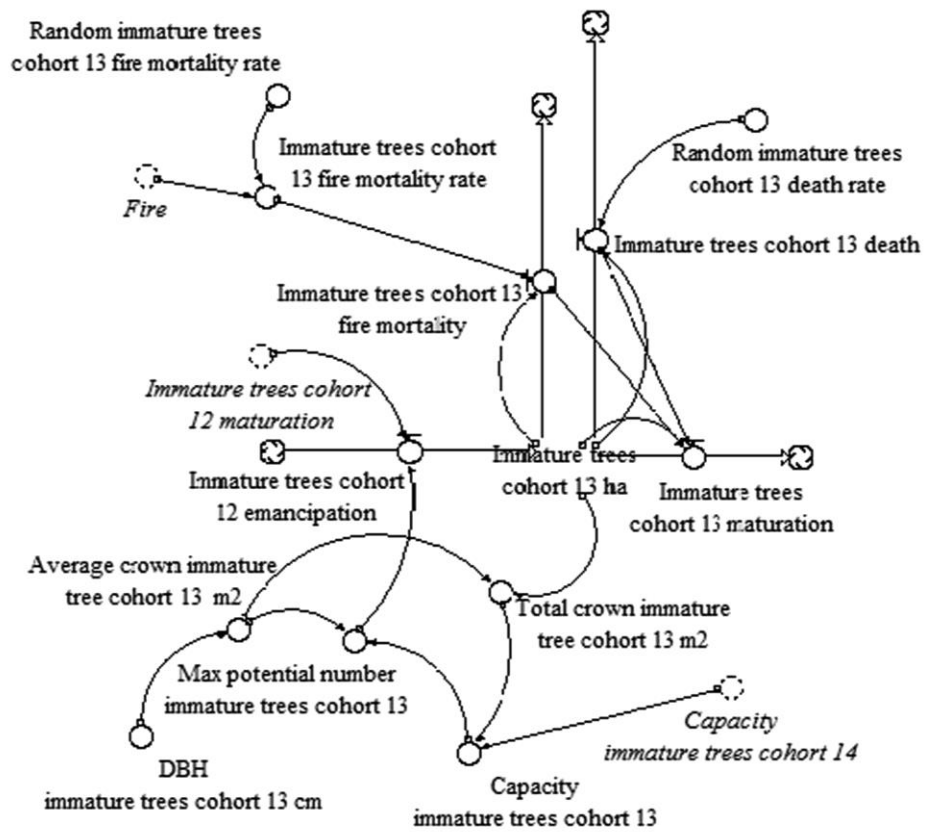 Random immature trees
cohort 13 fire mortality rate
Immature trees cohort
13 fire mortality rate
Random immature trees
cohort 13 death rate
Fire
Immature trees cohort 13 death
Immature trees cohort 13
fire mortality
Immature trees cohort
12 maturation
Immature trees
cohort 13 ha
Immature trees cohort
12 emancipation
Immature trees
cohort 13 maturation
Average crown immature
tree cohort 13 m2
Total crown immature
tree cohort 13 m2
Max potential number
immature trees cohort 13
Capacity
immature trees cohort 14
DBH
immature trees cohort 13 cm
Capacity
immature trees cohort 13